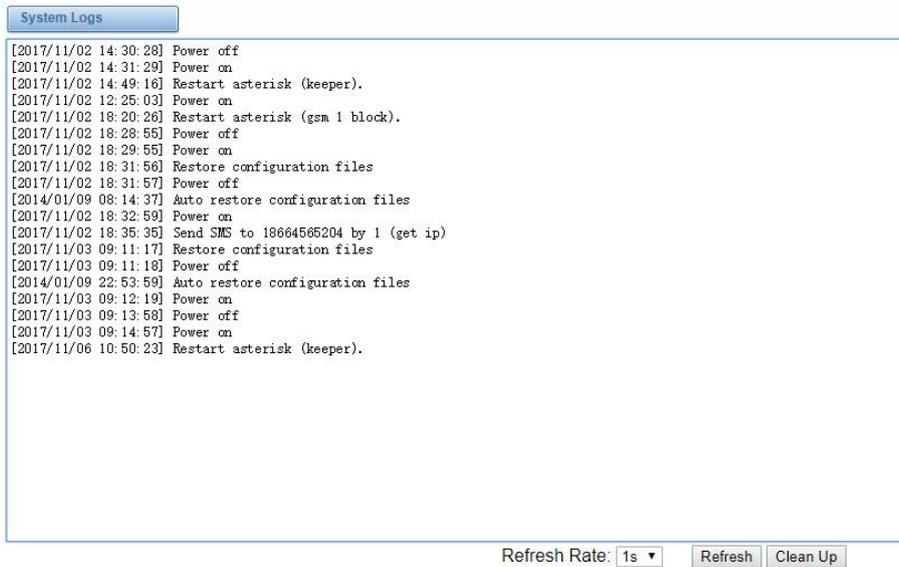 System Logs
[2017/11/02 14:30:28] Power off
[2017/11/02 14:31:29] Power on
[2017/11/02 14:49:16] Restart asterisk (keeper).
[2017/11/02 12:25:03] Power on
[2017/11/02 18:20:26] Restart asterisk (gsm 1 block).
[2017/11/02 18:28:55] Power off
[2017/11/02 18:29:55] Power on
[2017/11/02 18:31:56] Restore configuration files
[2017/11/02 18:31:57] Power off
[2014/01/09 08:14:37] Auto restore configuration files
[2017/11/02 18:32:59] Power on
[2017/11/02 18:35:35] Send SMS to 18664565204 by 1 (get ip)
[2017/11/03 09:11:17] Restore configuration files
[2017/11/03 09:11:18] Power off
[2014/01/09 22:53:59] Auto restore configuration files
[2017/11/03 09:12:19] Power on
[2017/11/03 09:13:58] Power off
[2017/11/03 09:14:57] Power on
[2017/11/06 10:50:23] Restart asterisk (keeper).
Refresh Rate: 1s Refresh Clean Up